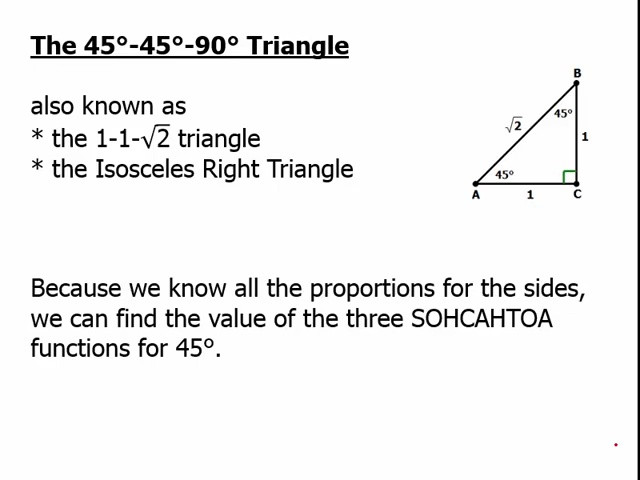 The 45°-45°-90° Triangle
also known as
* the 1-1-√2 triangle
* the Isosceles Right Triangle
B
45°
√2
1
45°
A
1
C
Because we know all the proportions for the sides,
we can find the value of the three SOHCAHTOA
functions for 45°.